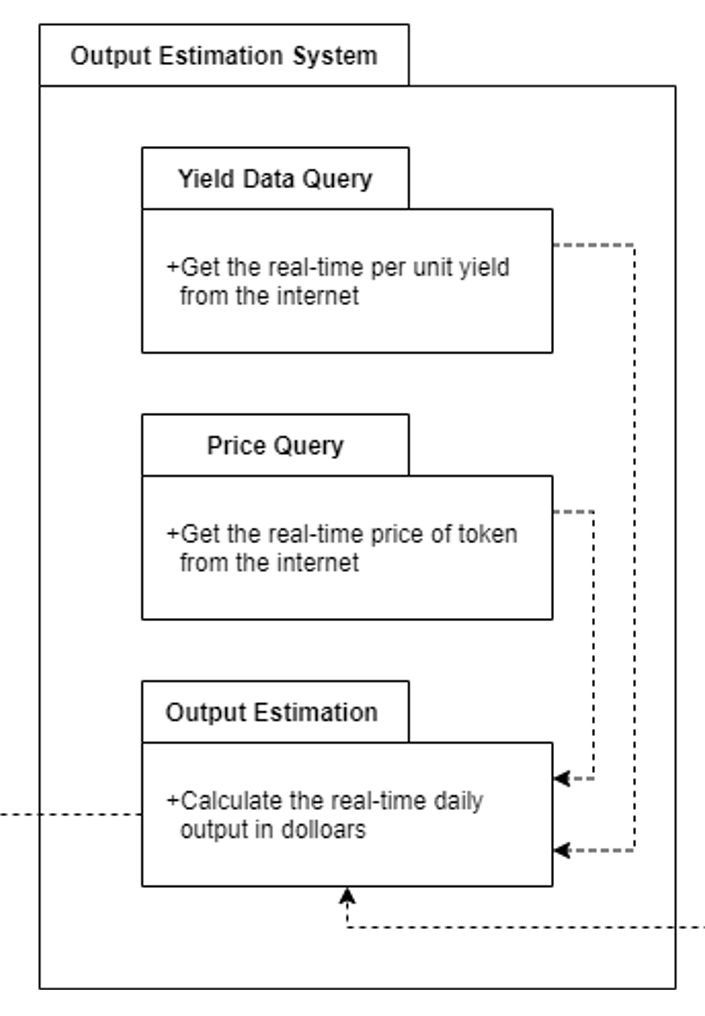 Output Estimation System
Yield Data Query
+Get the real-time per unit yield
from the internet
Price Query
+Get the real-time price of token
from the internet
Output Estimation
+Calculate the real-time daily
output in dolloars